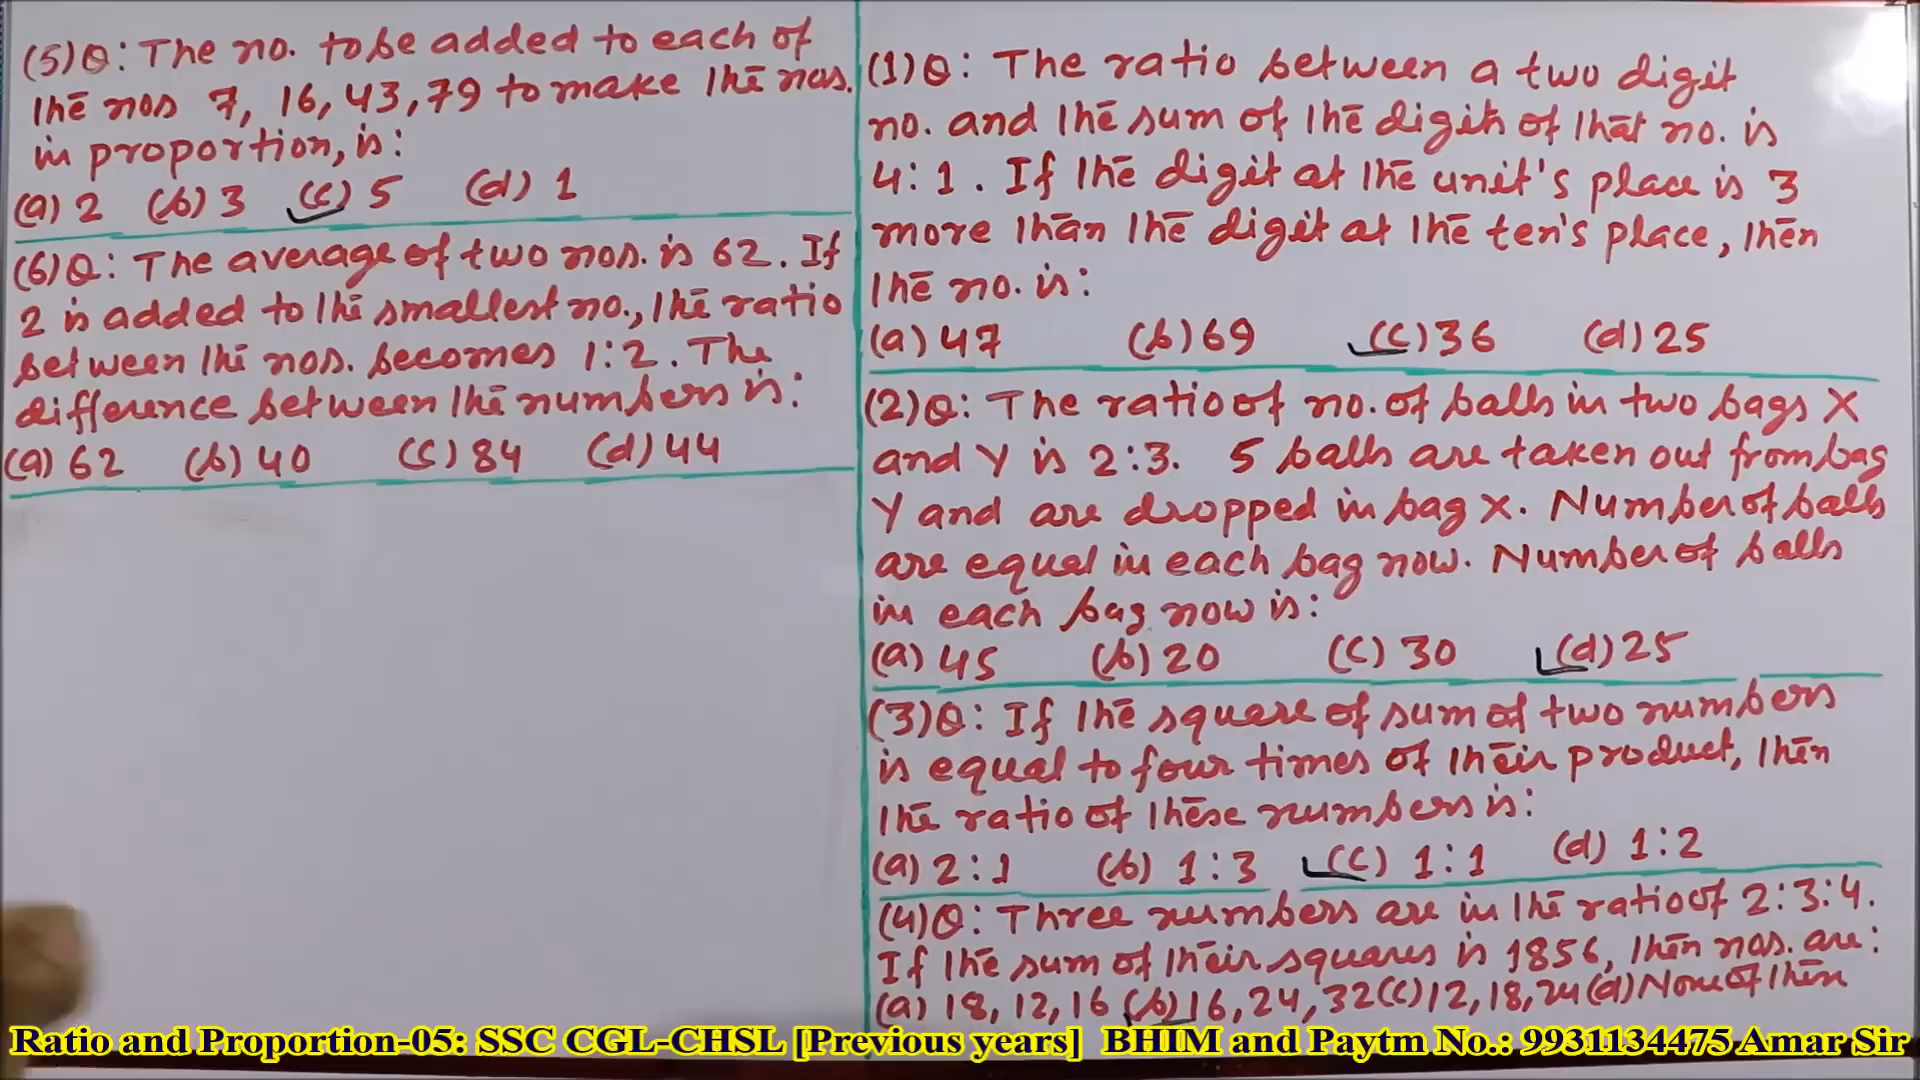 (5)Q: The no. to be added to each of
the nos 7, 16, 43, 79 to make the nos.
in proportion, is:
(a) 2 (b) 3 (c) 5 (d) 1
(6)Q: The average of two nos. is 62. If
2 is added to the smallest no., the ratio
between the nos. becomes 1:2. The
difference between the numbers is:
(a) 62 (b) 40 (c) 84 (d) 44
(1)Q: The ratio between a two digit
no. and the sum of the digits of that no. is
4:1. If the digit at the unit's place is 3
more than the digit at the ten's place, then
the no. is:
(a) 47 (b) 69 (c) 36 (d) 25
(2)Q: The ratio of no. of balls in two bags X
and Y is 2:3. 5 balls are taken out from bag
Y and are dropped in bag X. Number of balls
are equal in each bag now. Number of balls
in each bag now is:
(a) 45 (b) 20 (c) 30 (d) 25
(3)Q: If the square of sum of two numbers
is equal to four times of their product, then
the ratio of these numbers is:
(a) 2:1 (b) 1:3 (c) 1:1 (d) 1:2
(4)Q: Three numbers are in the ratio of 2:3:4.
If the sum of their squares is 1856, then nos. are:
(a) 18, 12, 16 (b) 16, 24, 32 (c) 12, 18, 24 (d) None of them
Ratio and Proportion-05: SSC CGL-CHSL [Previous years] BHIM and Paytm No.: 9931134475 Amar Sir